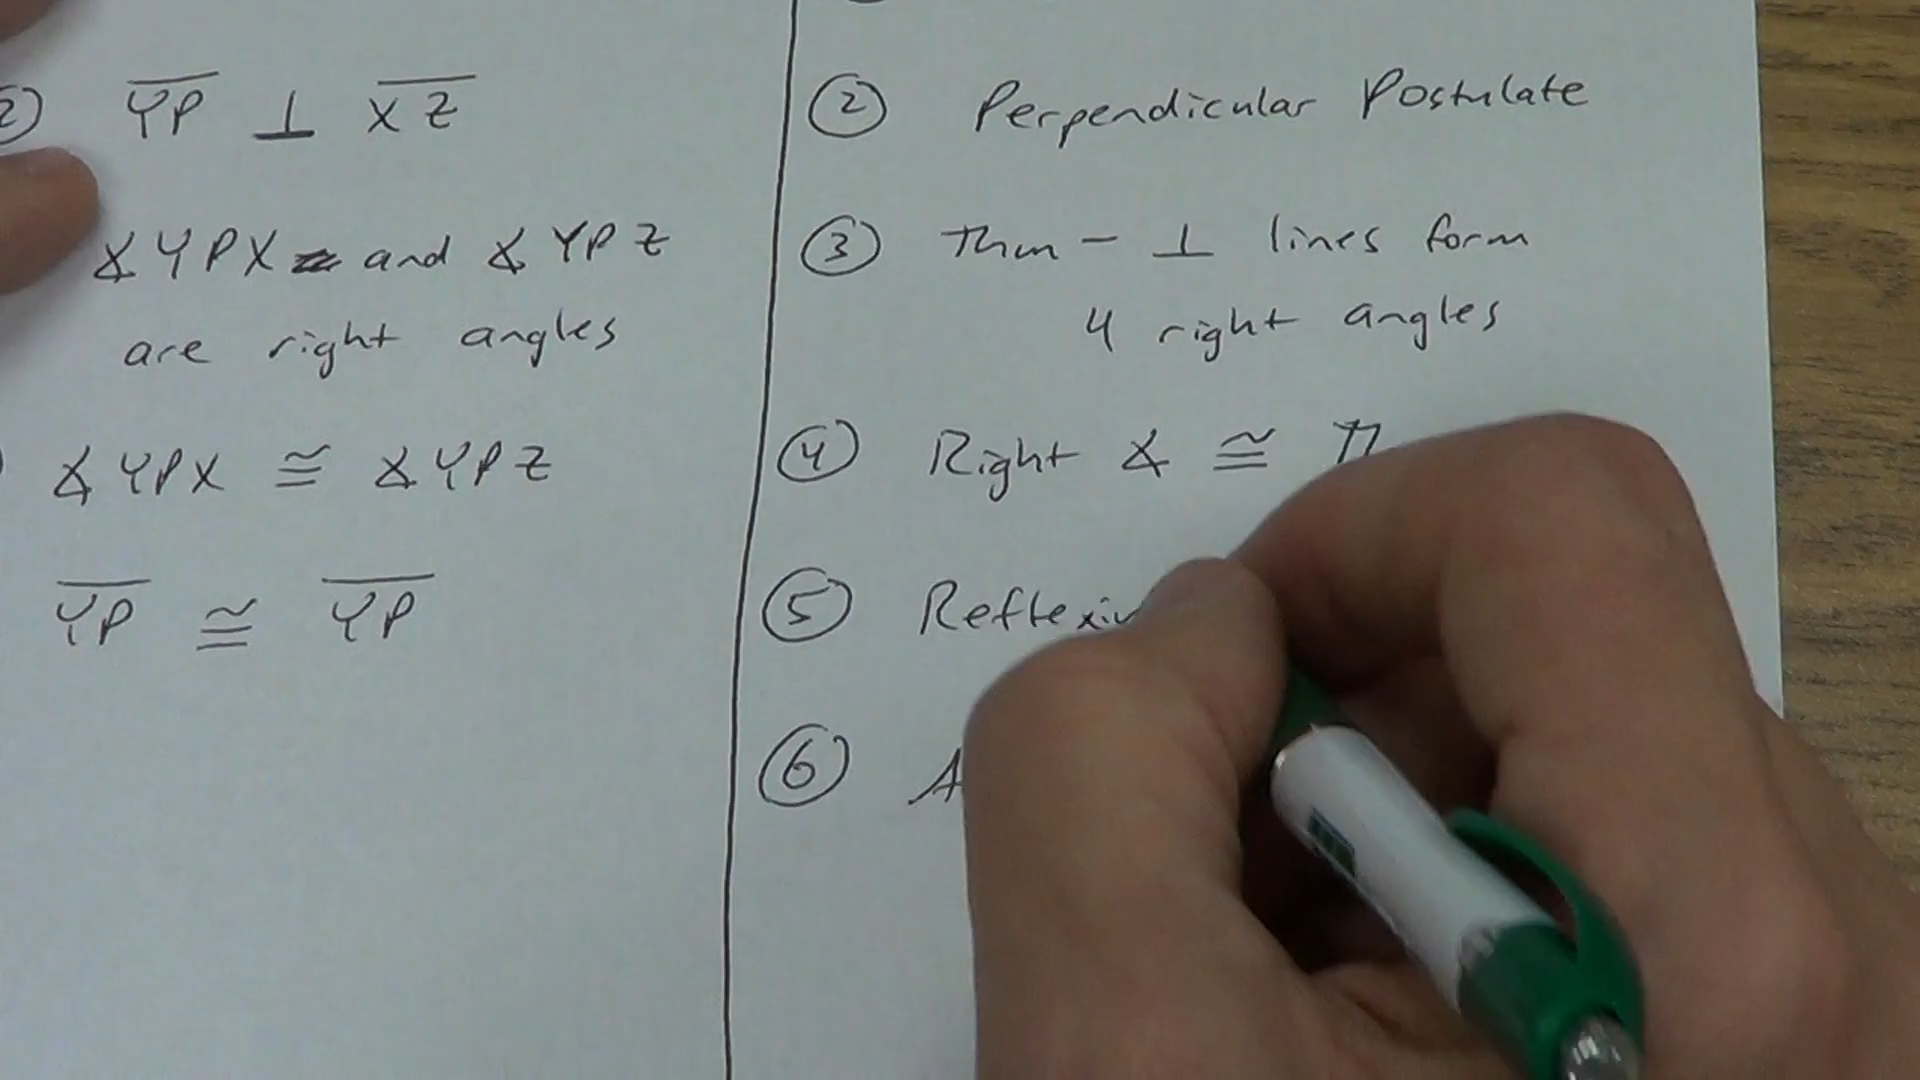 2) YP ⊥ XZ
② Perpendicular Postulate
∡YPX and ∡YPZ
are right angles
③ Thm - ⊥ lines form
4 right angles
∡YPX ≅ ∡YPZ
④ Right ∡ ≅
YP ≅ YP
⑤
⑥